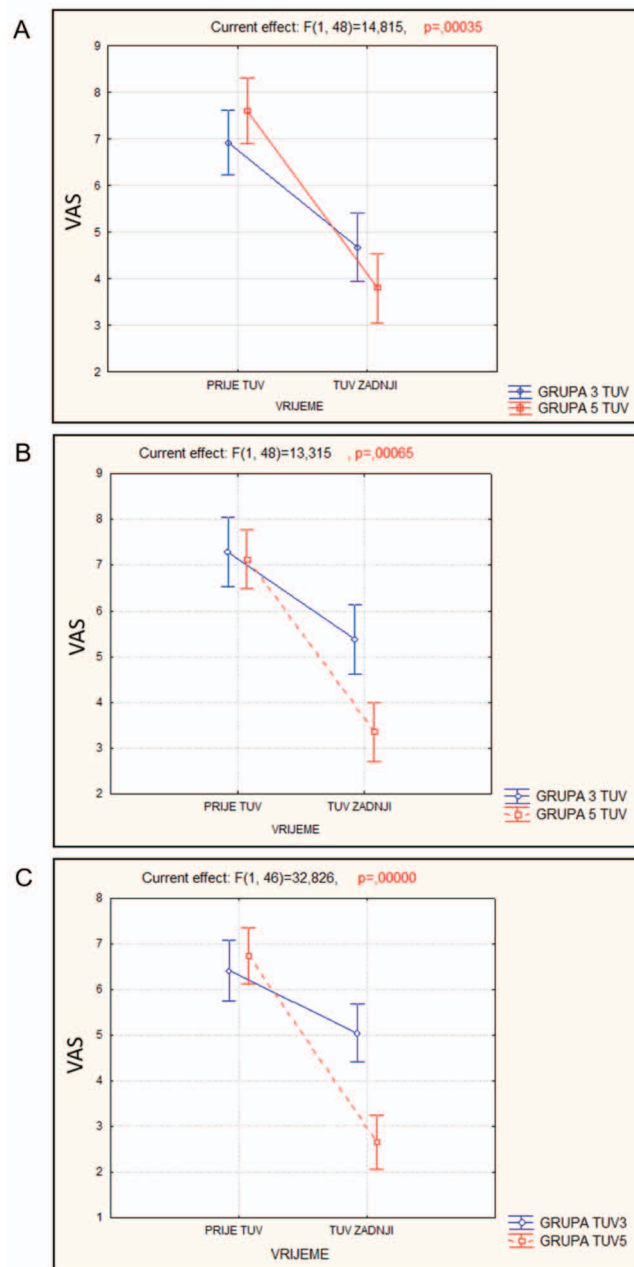 A
Current effect: F(1, 48)=14,815, p=,00035
9
8
7
6
5
4
3
2
VAS
PRIJE TUV
TUV ZADNJI
VRIJEME
GRUPA 3 TUV
GRUPA 5 TUV
B
Current effect: F(1, 48)=13,315 , p=,00065
9
8
7
6
5
4
3
2
VAS
PRIJE TUV
TUV ZADNJI
VRIJEME
GRUPA 3 TUV
GRUPA 5 TUV
C
Current effect: F(1, 46)=32,826, p=,00000
8
7
6
5
4
3
2
1
VAS
PRIJE TUV
TUV ZADNJI
VRIJEME
GRUPA TUV3
GRUPA TUV5